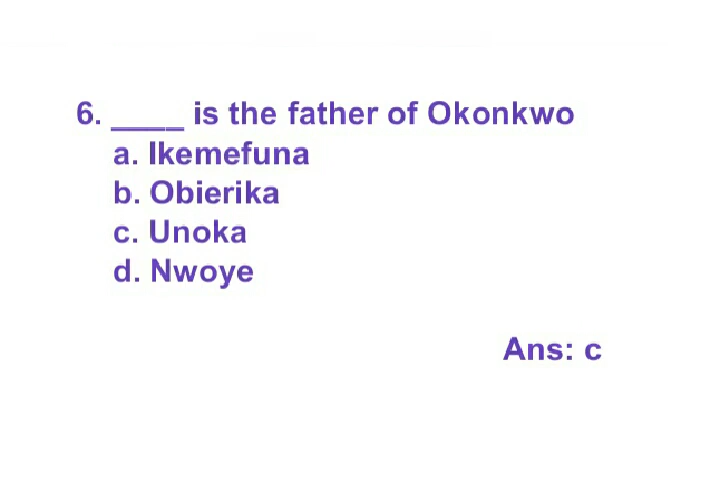 6. ____ is the father of Okonkwo
a. Ikemefuna
b. Obierika
c. Unoka
d. Nwoye
Ans: c